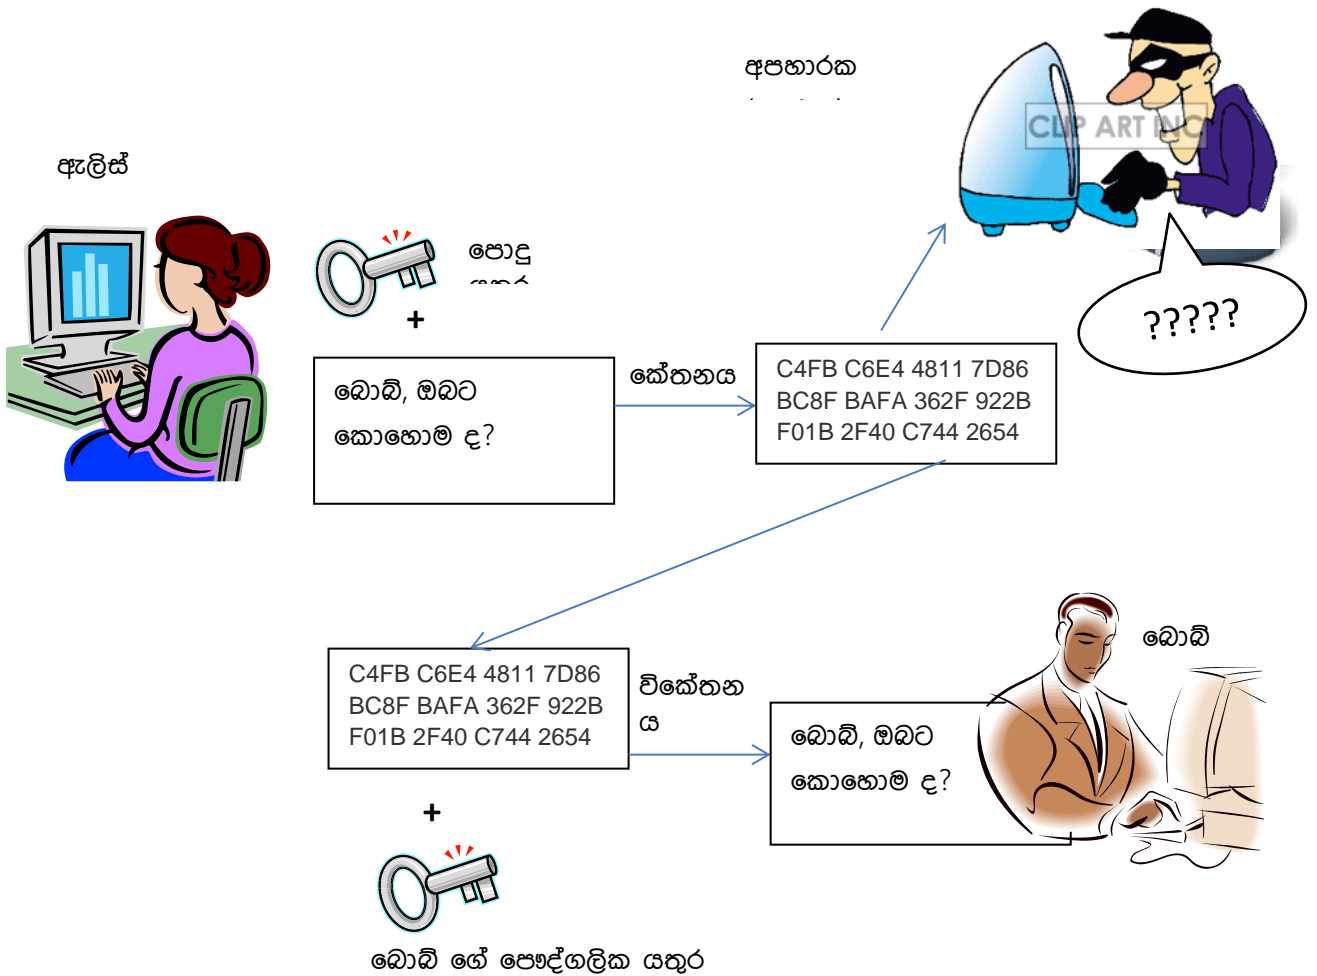 අපහාරක
CLIP ART INC
ඇලිස්
පොදු
+
බොබ්, ඔබට
කොහොම ද?
කේතනය
C4FB C6E4 4811 7D86
BC8F BAFA 362F 922B
F01B 2F40 C744 2654
?????
C4FB C6E4 4811 7D86
BC8F BAFA 362F 922B
F01B 2F40 C744 2654
විකේතන
ය
බොබ්
බොබ්, ඔබට
කොහොම ද?
+
බොබ් ගේ පෞද්ගලික යතුර